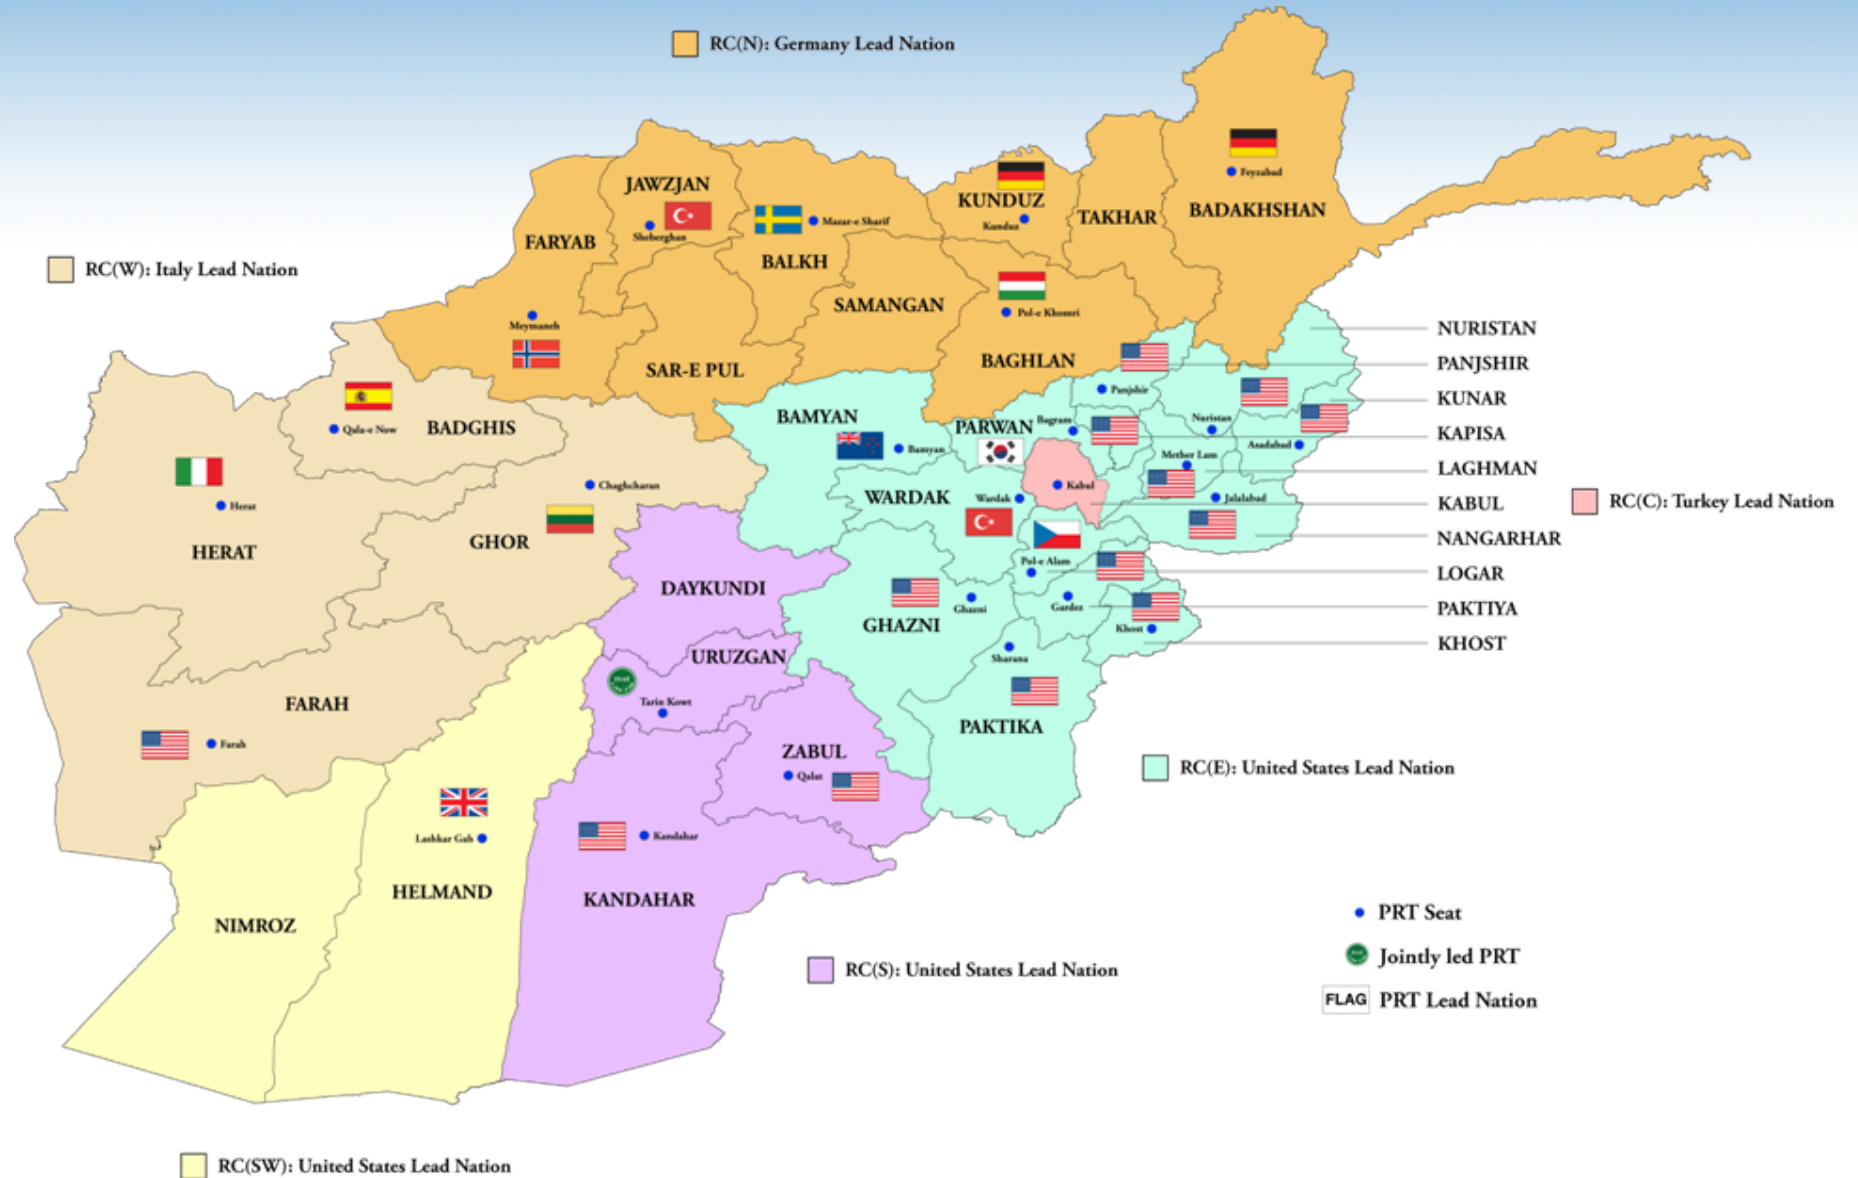 RC(N): Germany Lead Nation
JAWZJAN
Sheberghan
FARYAB
Meymaneh
Mazar-e Sharif
BALKH
SAMANGAN
SAR-E PUL
KUNDUZ
Kunduz
TAKHAR
Feyzabad
BADAKHSHAN
Pol-e Khomri
BAGHLAN
RC(W): Italy Lead Nation
Qala-e Now
BADGHIS
Herat
HERAT
Chaghcharan
GHOR
FARAH
Farah
BAMYAN
Bamyan
PARWAN
Bagram
Panjshir
Nuristan
Asadabad
Mether Lam
Jalalabad
WARDAK
Wardak
Kabul
Pol-e Alam
Ghazni
GHAZNI
Gardez
Khost
Sharana
PAKTIKA
NURISTAN
PANJSHIR
KUNAR
KAPISA
LAGHMAN
KABUL
NANGARHAR
LOGAR
PAKTIYA
KHOST
RC(C): Turkey Lead Nation
DAYKUNDI
URUZGAN
Tarin Kowt
ZABUL
Qalat
Kandahar
KANDAHAR
Lashkar Gah
HELMAND
NIMROZ
RC(E): United States Lead Nation
RC(S): United States Lead Nation
RC(SW): United States Lead Nation
PRT Seat
Jointly led PRT
FLAG PRT Lead Nation